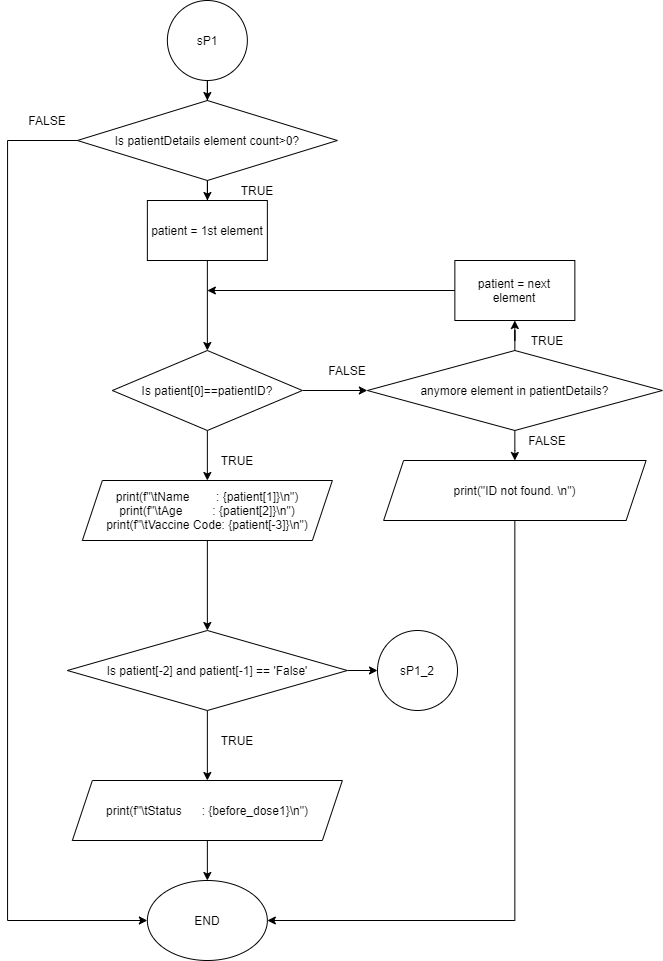 sP1
FALSE
Is patientDetails element count>0?
TRUE
patient = 1st element
patient = next
element
TRUE
Is patient[0]==patientID?
FALSE
anymore element in patientDetails?
TRUE
FALSE
print(f"\tName        : {patient[1]}\n")
print(f"\tAge         : {patient[2]}\n")
print(f"\tVaccine Code: {patient[-3]}\n")
print("ID not found. \n")
Is patient[-2] and patient[-1] == 'False'
sP1_2
TRUE
print(f"\tStatus      : {before_dose1}\n")
END